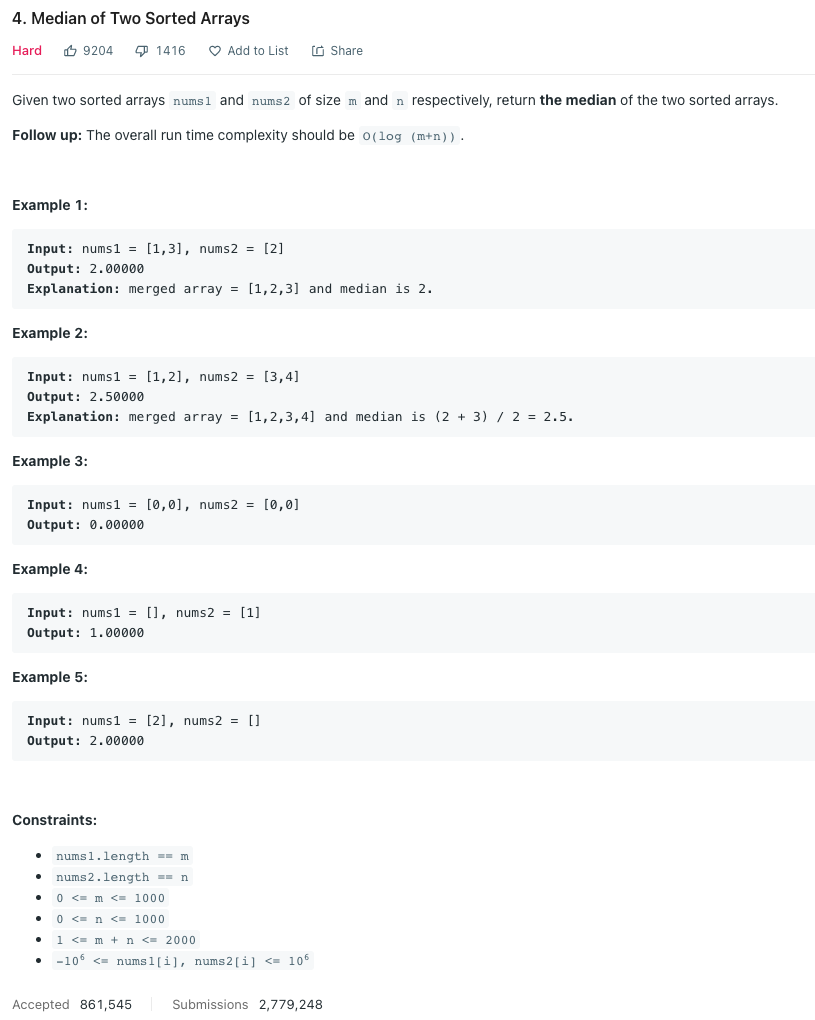 4. Median of Two Sorted Arrays
Hard 9204 1416 Add to List Share
Given two sorted arrays nums1 and nums2 of size m and n respectively, return the median of the two sorted arrays.
Follow up: The overall run time complexity should be O(log (m+n)).
Example 1:
Input: nums1 = [1,3], nums2 = [2]
Output: 2.00000
Explanation: merged array = [1,2,3] and median is 2.
Example 2:
Input: nums1 = [1,2], nums2 = [3,4]
Output: 2.50000
Explanation: merged array = [1,2,3,4] and median is (2 + 3) / 2 = 2.5.
Example 3:
Input: nums1 = [0,0], nums2 = [0,0]
Output: 0.00000
Example 4:
Input: nums1 = [], nums2 = [1]
Output: 1.00000
Example 5:
Input: nums1 = [2], nums2 = []
Output: 2.00000
Constraints:
• nums1.length == m
• nums2.length == n
• 0 <= m <= 1000
• 0 <= n <= 1000
• 1 <= m + n <= 2000
• -10⁶ <= nums1[i], nums2[i] <= 10⁶
Accepted 861,545 Submissions 2,779,248